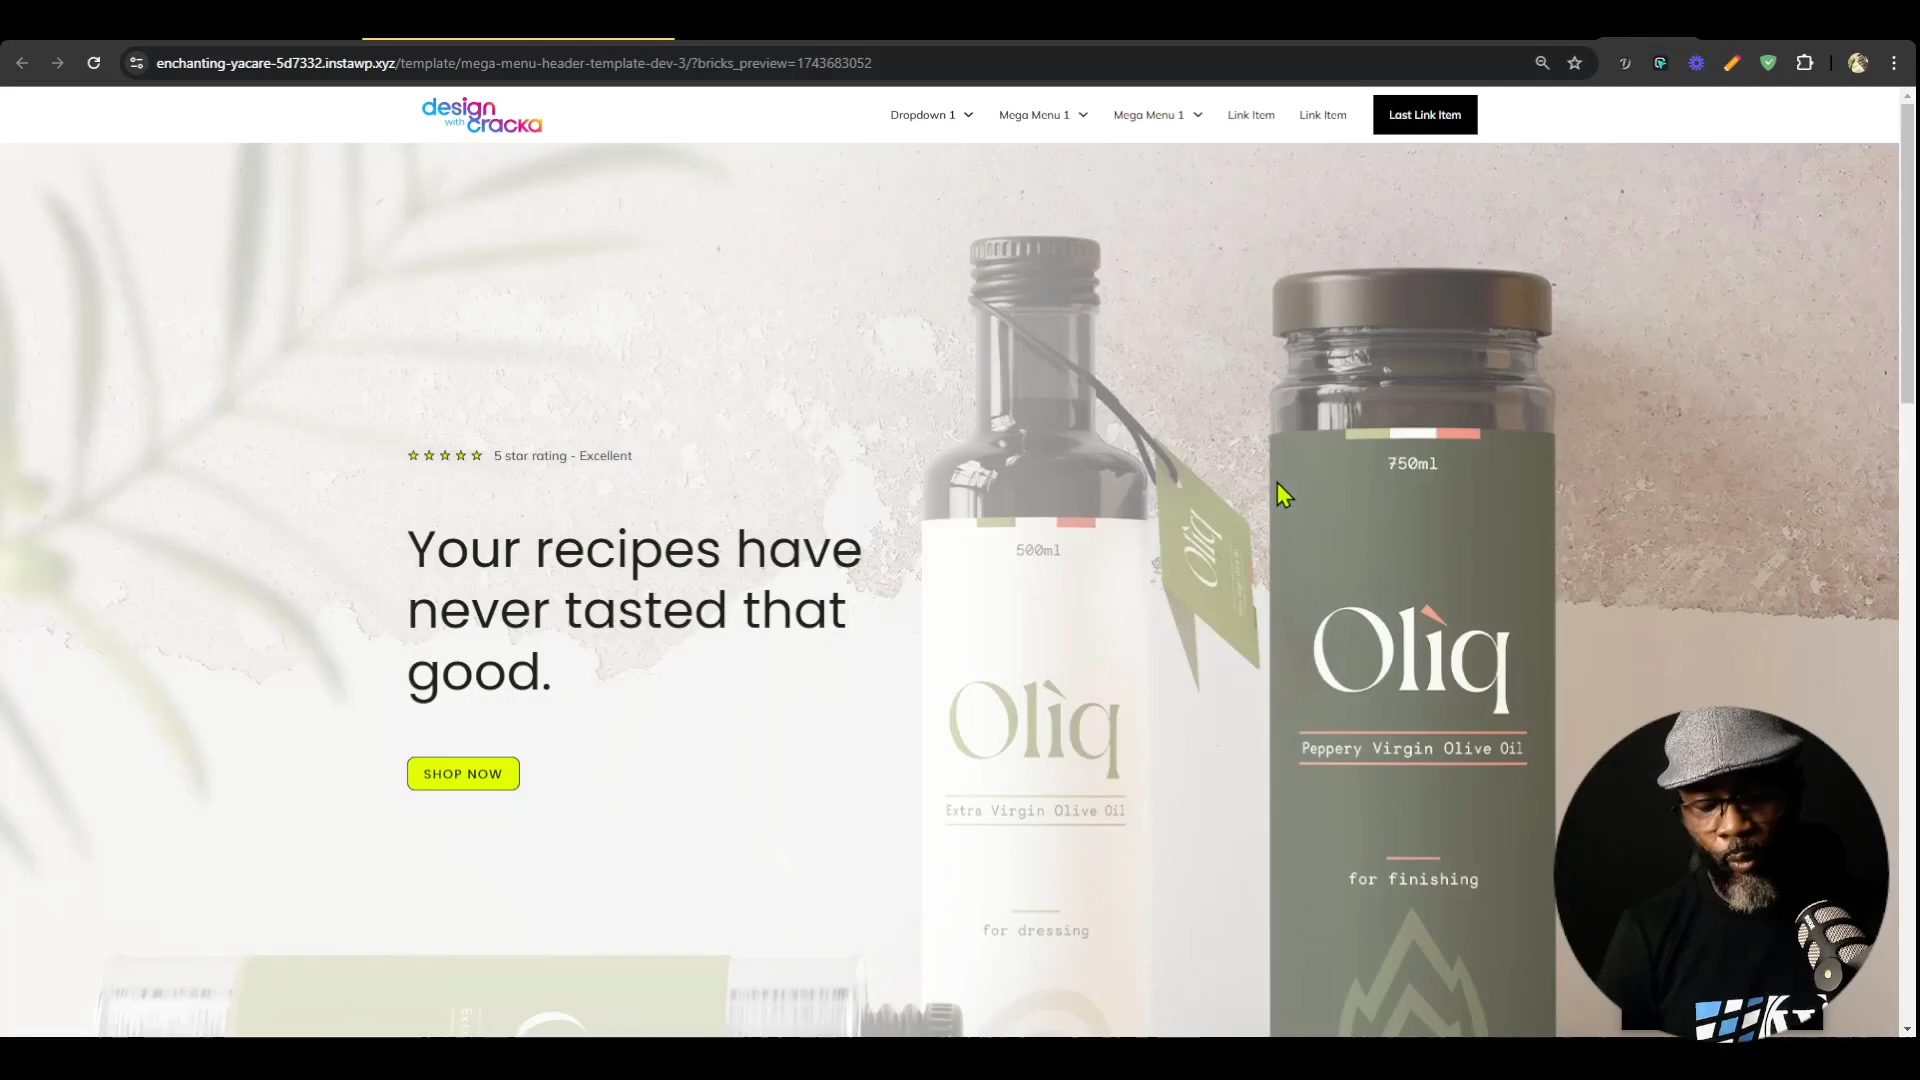 enchanting-yacare-5d7332.instawp.xyz/template/mega-menu-header-template-dev-3/?bricks_preview=1743683052
design with cracka
Dropdown 1
Mega Menu 1
Mega Menu 1
Link Item
Link Item
Last Link Item
5 star rating - Excellent
Your recipes have
never tasted that
good.
SHOP NOW
500ml
Olìq
Extra Virgin Olive Oil
for dressing
Olìq
750ml
Olìq
Peppery Virgin Olive Oil
for finishing